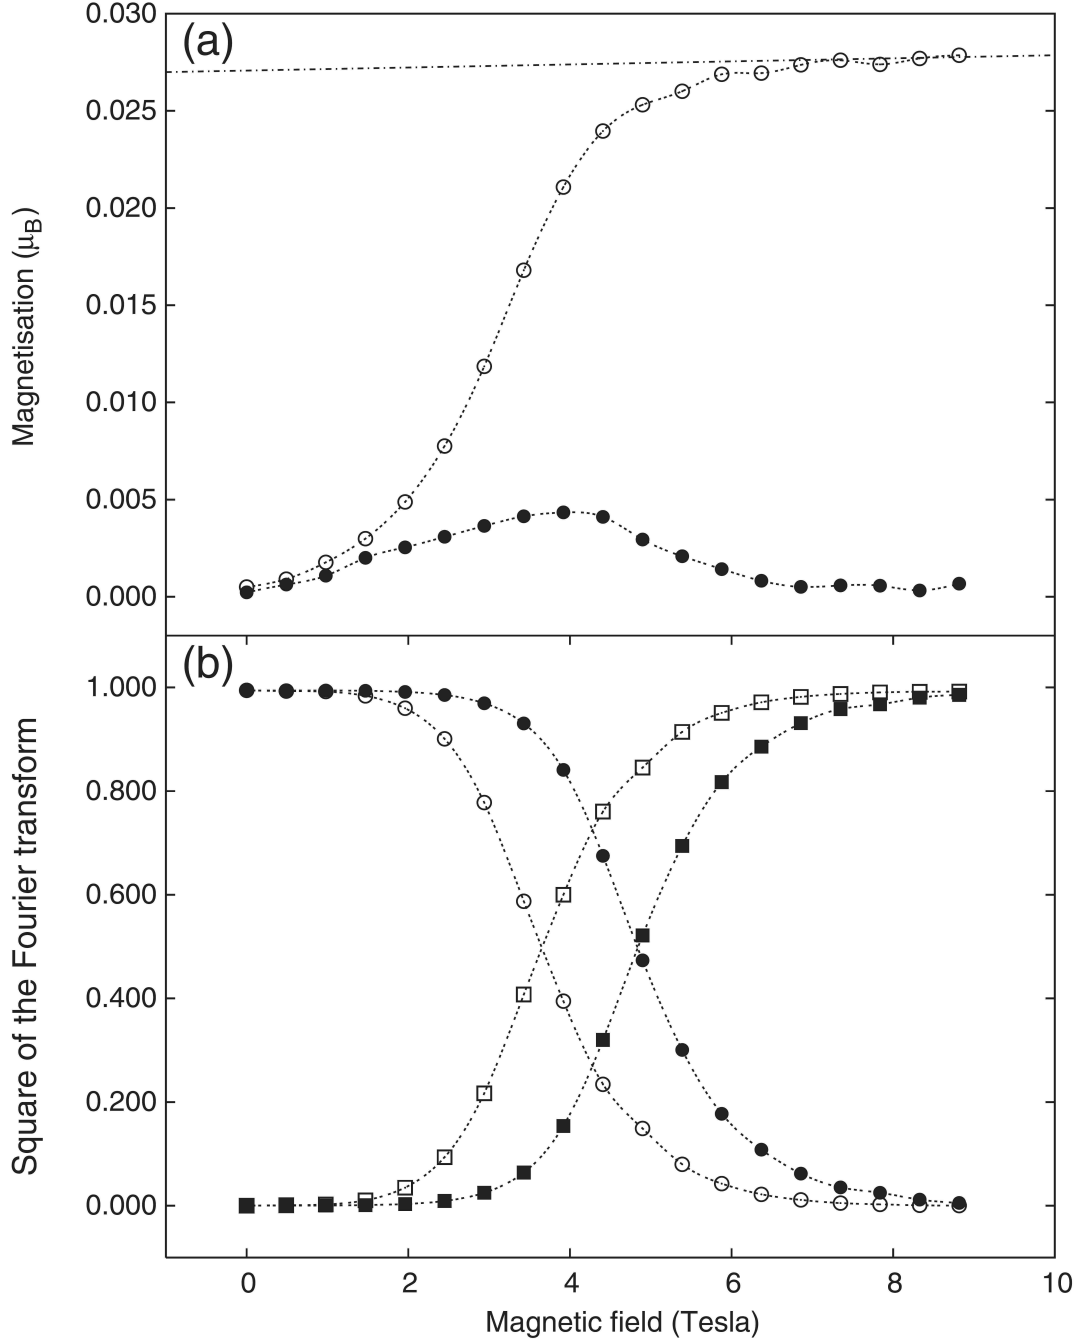 (a)
0.030
0.025
0.020
0.015
0.010
0.005
0.000
Magnetisation (μB)
(b)
1.000
0.800
0.600
0.400
0.200
0.000
Square of the Fourier transform
0 2 4 6 8 10
Magnetic field (Tesla)